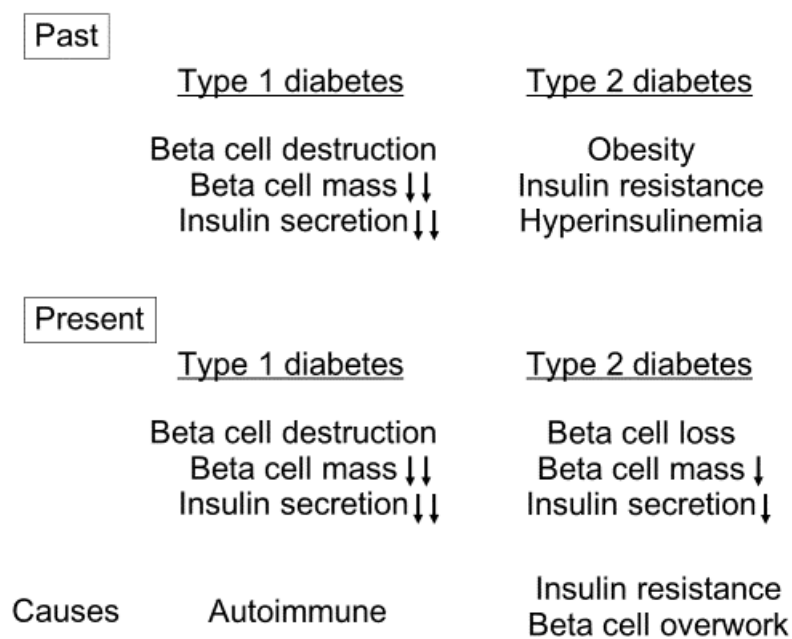 Past
Type 1 diabetes Type 2 diabetes
Beta cell destruction Obesity
Beta cell mass ↓↓ Insulin resistance
Insulin secretion ↓↓ Hyperinsulinemia
Present
Type 1 diabetes Type 2 diabetes
Beta cell destruction Beta cell loss
Beta cell mass ↓↓ Beta cell mass ↓
Insulin secretion ↓↓ Insulin secretion ↓
Causes Autoimmune Insulin resistance
Beta cell overwork